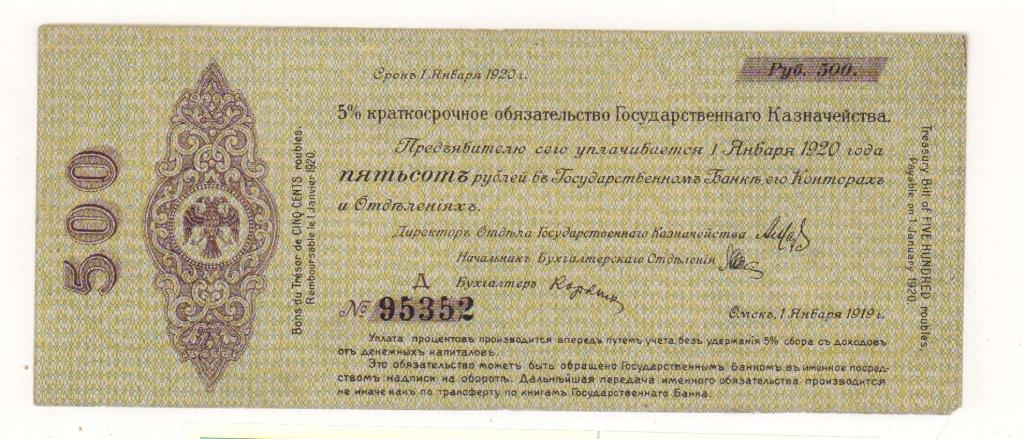 500
Bons du Trésor de CINQ CENTS roubles.
Remboursable le 1 Janvier 1920.
Срокъ 1 Января 1920 г.
Руб. 500.
5% краткосрочное обязательство Государственнаго Казначейства.
Предъявителю сего уплачивается 1 Января 1920 года
пятьсотъ рублей въ Государственномъ Банкѣ, его Конторахъ
и Отдѣленіяхъ.
Директоръ Отдѣла Государственнаго Казначейства
Начальникъ Бухгалтерскаго Отдѣленія
Д
Бухгалтеръ
№ 95352
Омскъ, 1 Января 1919 г.
Уплата процентовъ производится впередъ путемъ учета, безъ удержанія 5% сбора съ доходовъ
отъ денежныхъ капиталовъ.
Это обязательство можетъ быть обращено Государственнымъ Банкомъ въ именное посред-
ствомъ надписи на оборотѣ. Дальнѣйшая передача именного обязательства производится
не иначе какъ по трансферту по книгамъ Государственнаго Банка.
Treasury Bill of FIVE HUNDRED roubles.
Payable on 1 January 1920.